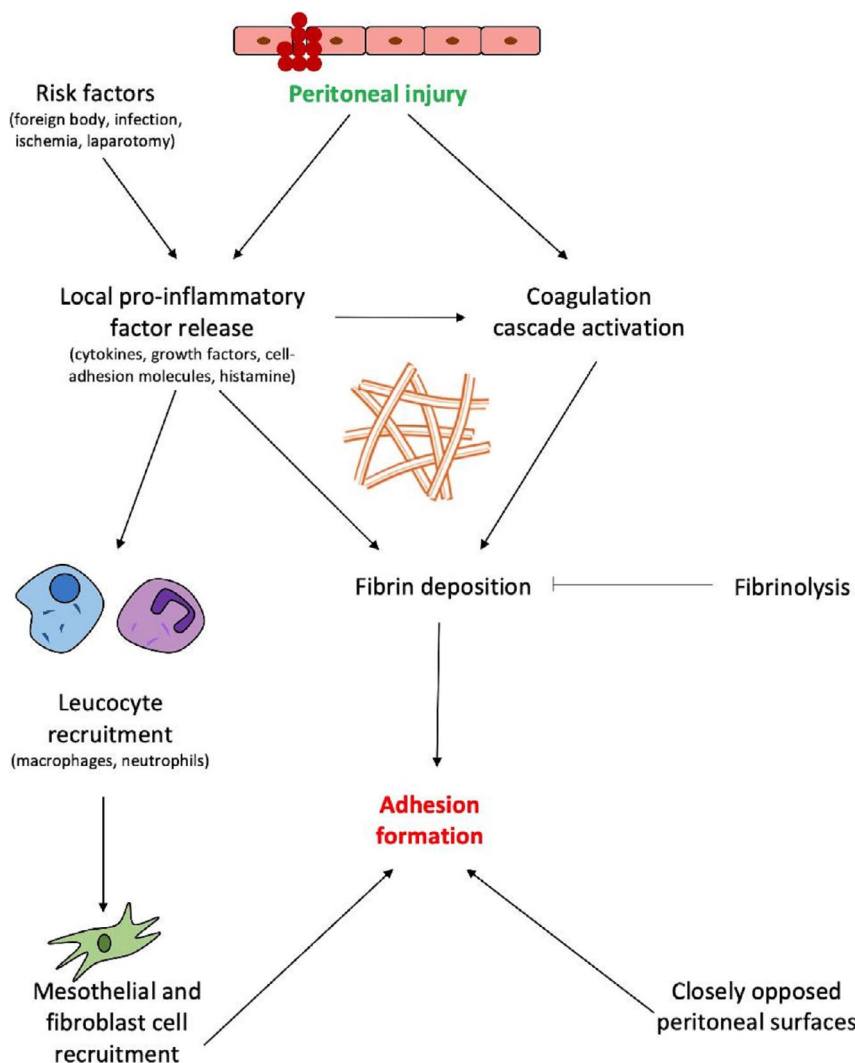 Risk factors
(foreign body, infection,
ischemia, laparotomy)
Peritoneal injury
Local pro-inflammatory
factor release
(cytokines, growth factors, cell-
adhesion molecules, histamine)
Coagulation
cascade activation
Fibrin deposition
Fibrinolysis
Leucocyte
recruitment
(macrophages, neutrophils)
Adhesion
formation
Mesothelial and
fibroblast cell
recruitment
Closely opposed
peritoneal surfaces